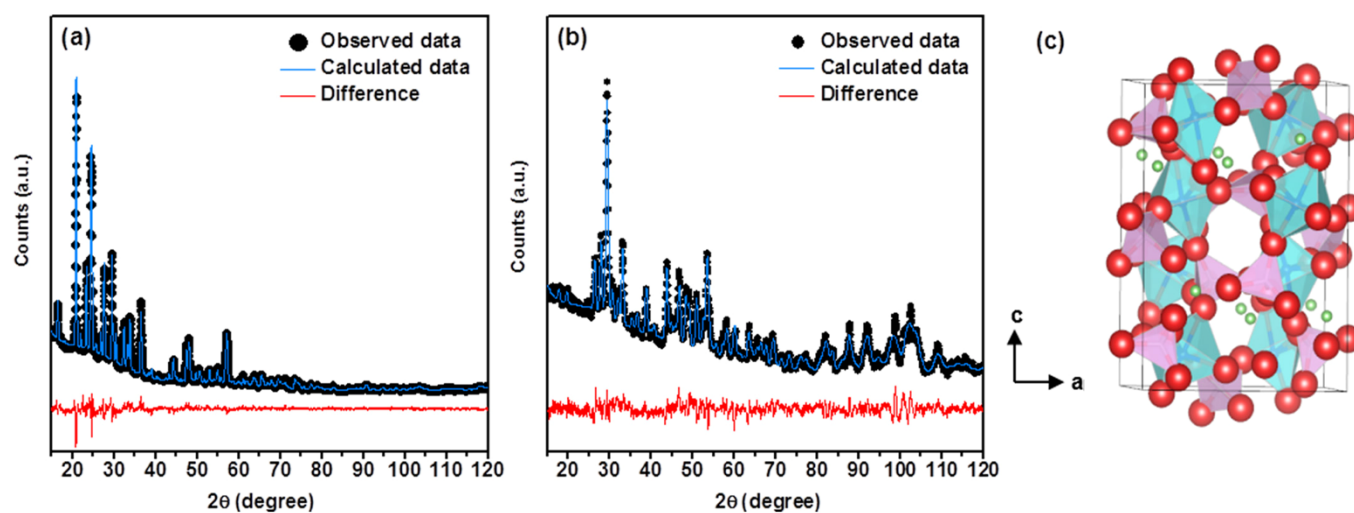 (a)
Observed data
Calculated data
Difference
Counts (a.u.)
20 30 40 50 60 70 80 90 100 110 120
2θ (degree)
(b)
Observed data
Calculated data
Difference
Counts (a.u.)
20 30 40 50 60 70 80 90 100 110 120
2θ (degree)
(c)
c
a